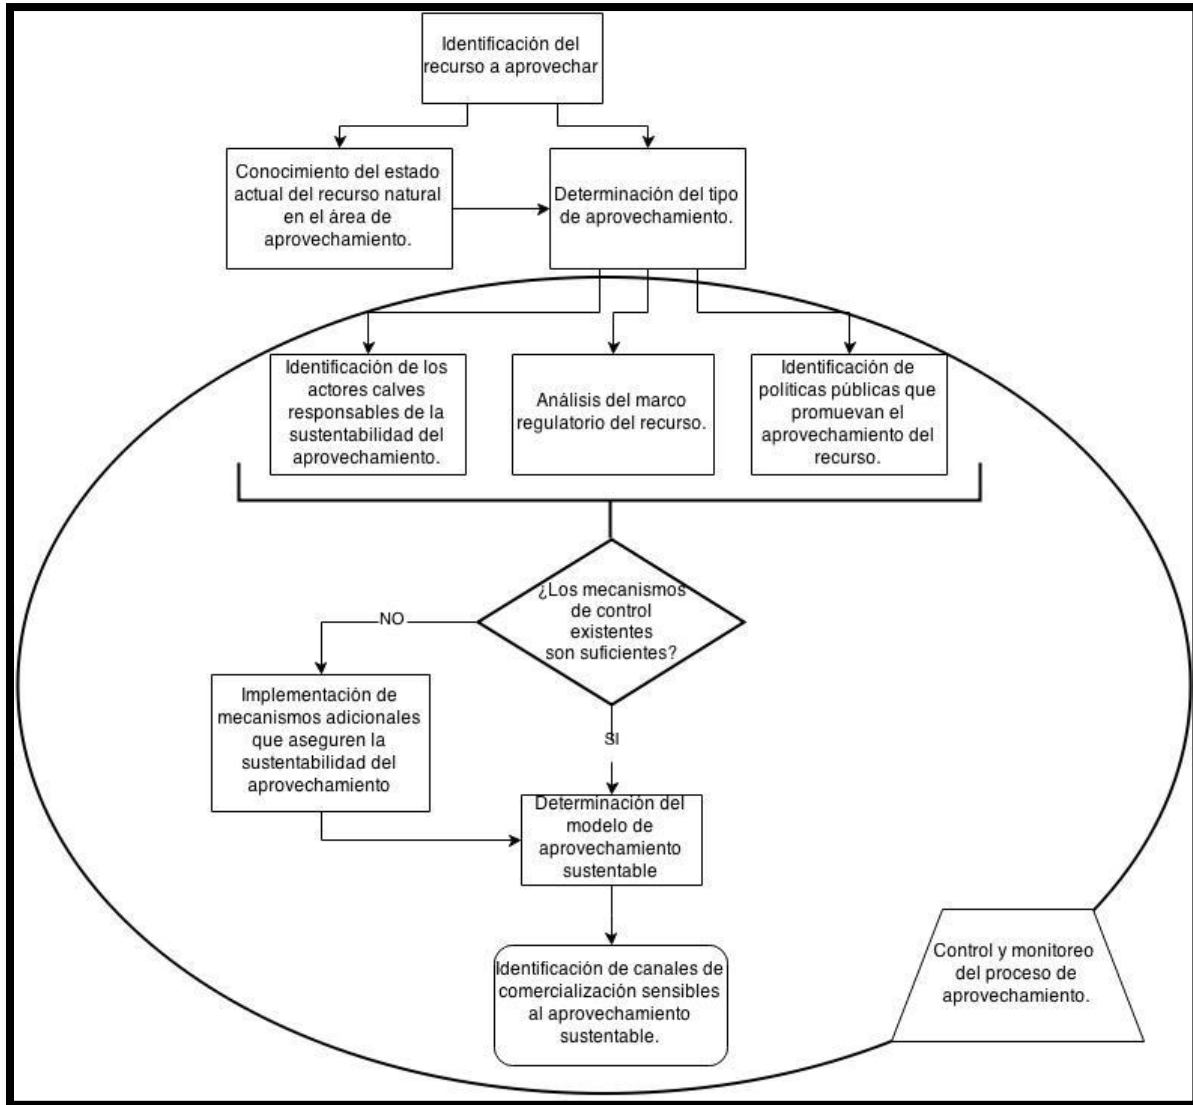 Identificación del
recurso a aprovechar
Conocimiento del estado
actual del recurso natural
en el área de
aprovechamiento.
Determinación del tipo
de aprovechamiento.
Identificación de los
actores calves
responsables de la
sustentabilidad del
aprovechamiento.
Análisis del marco
regulatorio del recurso.
Identificación de
políticas públicas que
promuevan el
aprovechamiento del
recurso.
¿Los mecanismos
de control
existentes
son suficientes?
NO
Implementación de
mecanismos adicionales
que aseguren la
sustentabilidad del
aprovechamiento
SI
Determinación del
modelo de
aprovechamiento
sustentable
Identificación de canales de
comercialización sensibles
al aprovechamiento
sustentable.
Control y monitoreo
del proceso de
aprovechamiento.